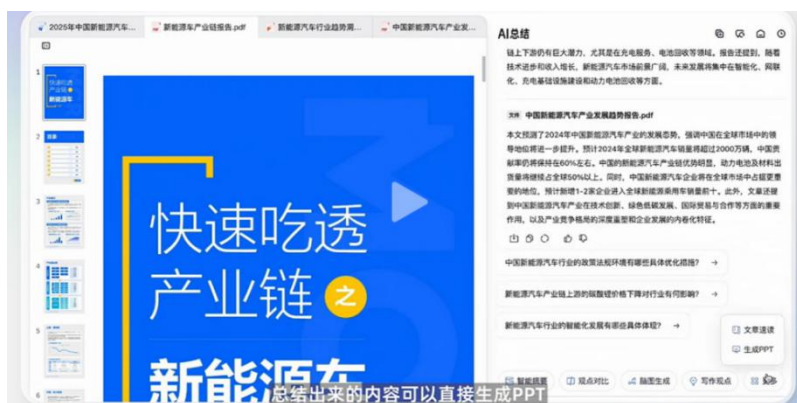 2025年中国新能源汽车...
新能源车产业链报告.pdf
新能源汽车行业趋势洞...
中国新能源汽车产业发...
AI总结
链上下游仍有巨大潜力，尤其是在充电服务、电池回收等领域。报告还提到，随着
技术进步和收入增长，新能源汽车市场前景广阔，未来发展将集中在智能化、网联
化、充电基础设施建设和动力电池回收等方面。
文档 中国新能源汽车产业发展趋势报告.pdf
本文预测了2024年中国新能源汽车产业的发展态势，强调中国在全球市场中的领
导地位将进一步提升。预计2024年全球新能源汽车销量将超过2000万辆，中国贡
献率仍将保持在60%左右。中国的新能源汽车产业链优势明显，动力电池及材料出
货量将继续占全球50%以上。同时，中国新能源汽车企业将在全球市场中占据更重
要的地位，预计新增1-2家企业进入全球新能源乘用车销量前十。此外，文章还提
到中国新能源汽车产业在技术创新、绿色低碳发展、国际贸易与合作等方面的重要
作用，以及产业竞争格局的深度重塑和企业发展的内卷化特征。
中国新能源汽车行业的政策法规环境有哪些具体优化措施？ →
新能源汽车产业链上游的碳酸锂价格下降对行业有何影响？ →
新能源汽车行业的智能化发展有哪些具体体现？ →
文章速读
生成PPT
智能摘要
观点对比
脑图生成
写作观点
1
快速吃透
产业链之
新能源车
2
3
4
5
6
快速吃透
产业链之
新能源车
总结出来的内容可以直接生成PPT